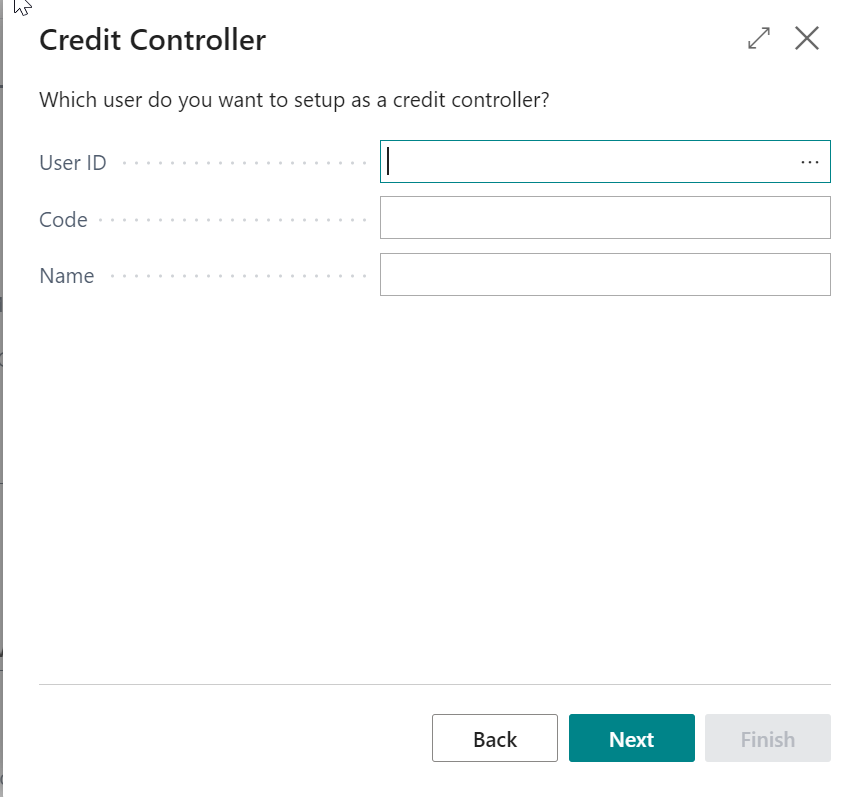 Credit Controller
Which user do you want to setup as a credit controller?
User ID
Code
Name
Back Next Finish